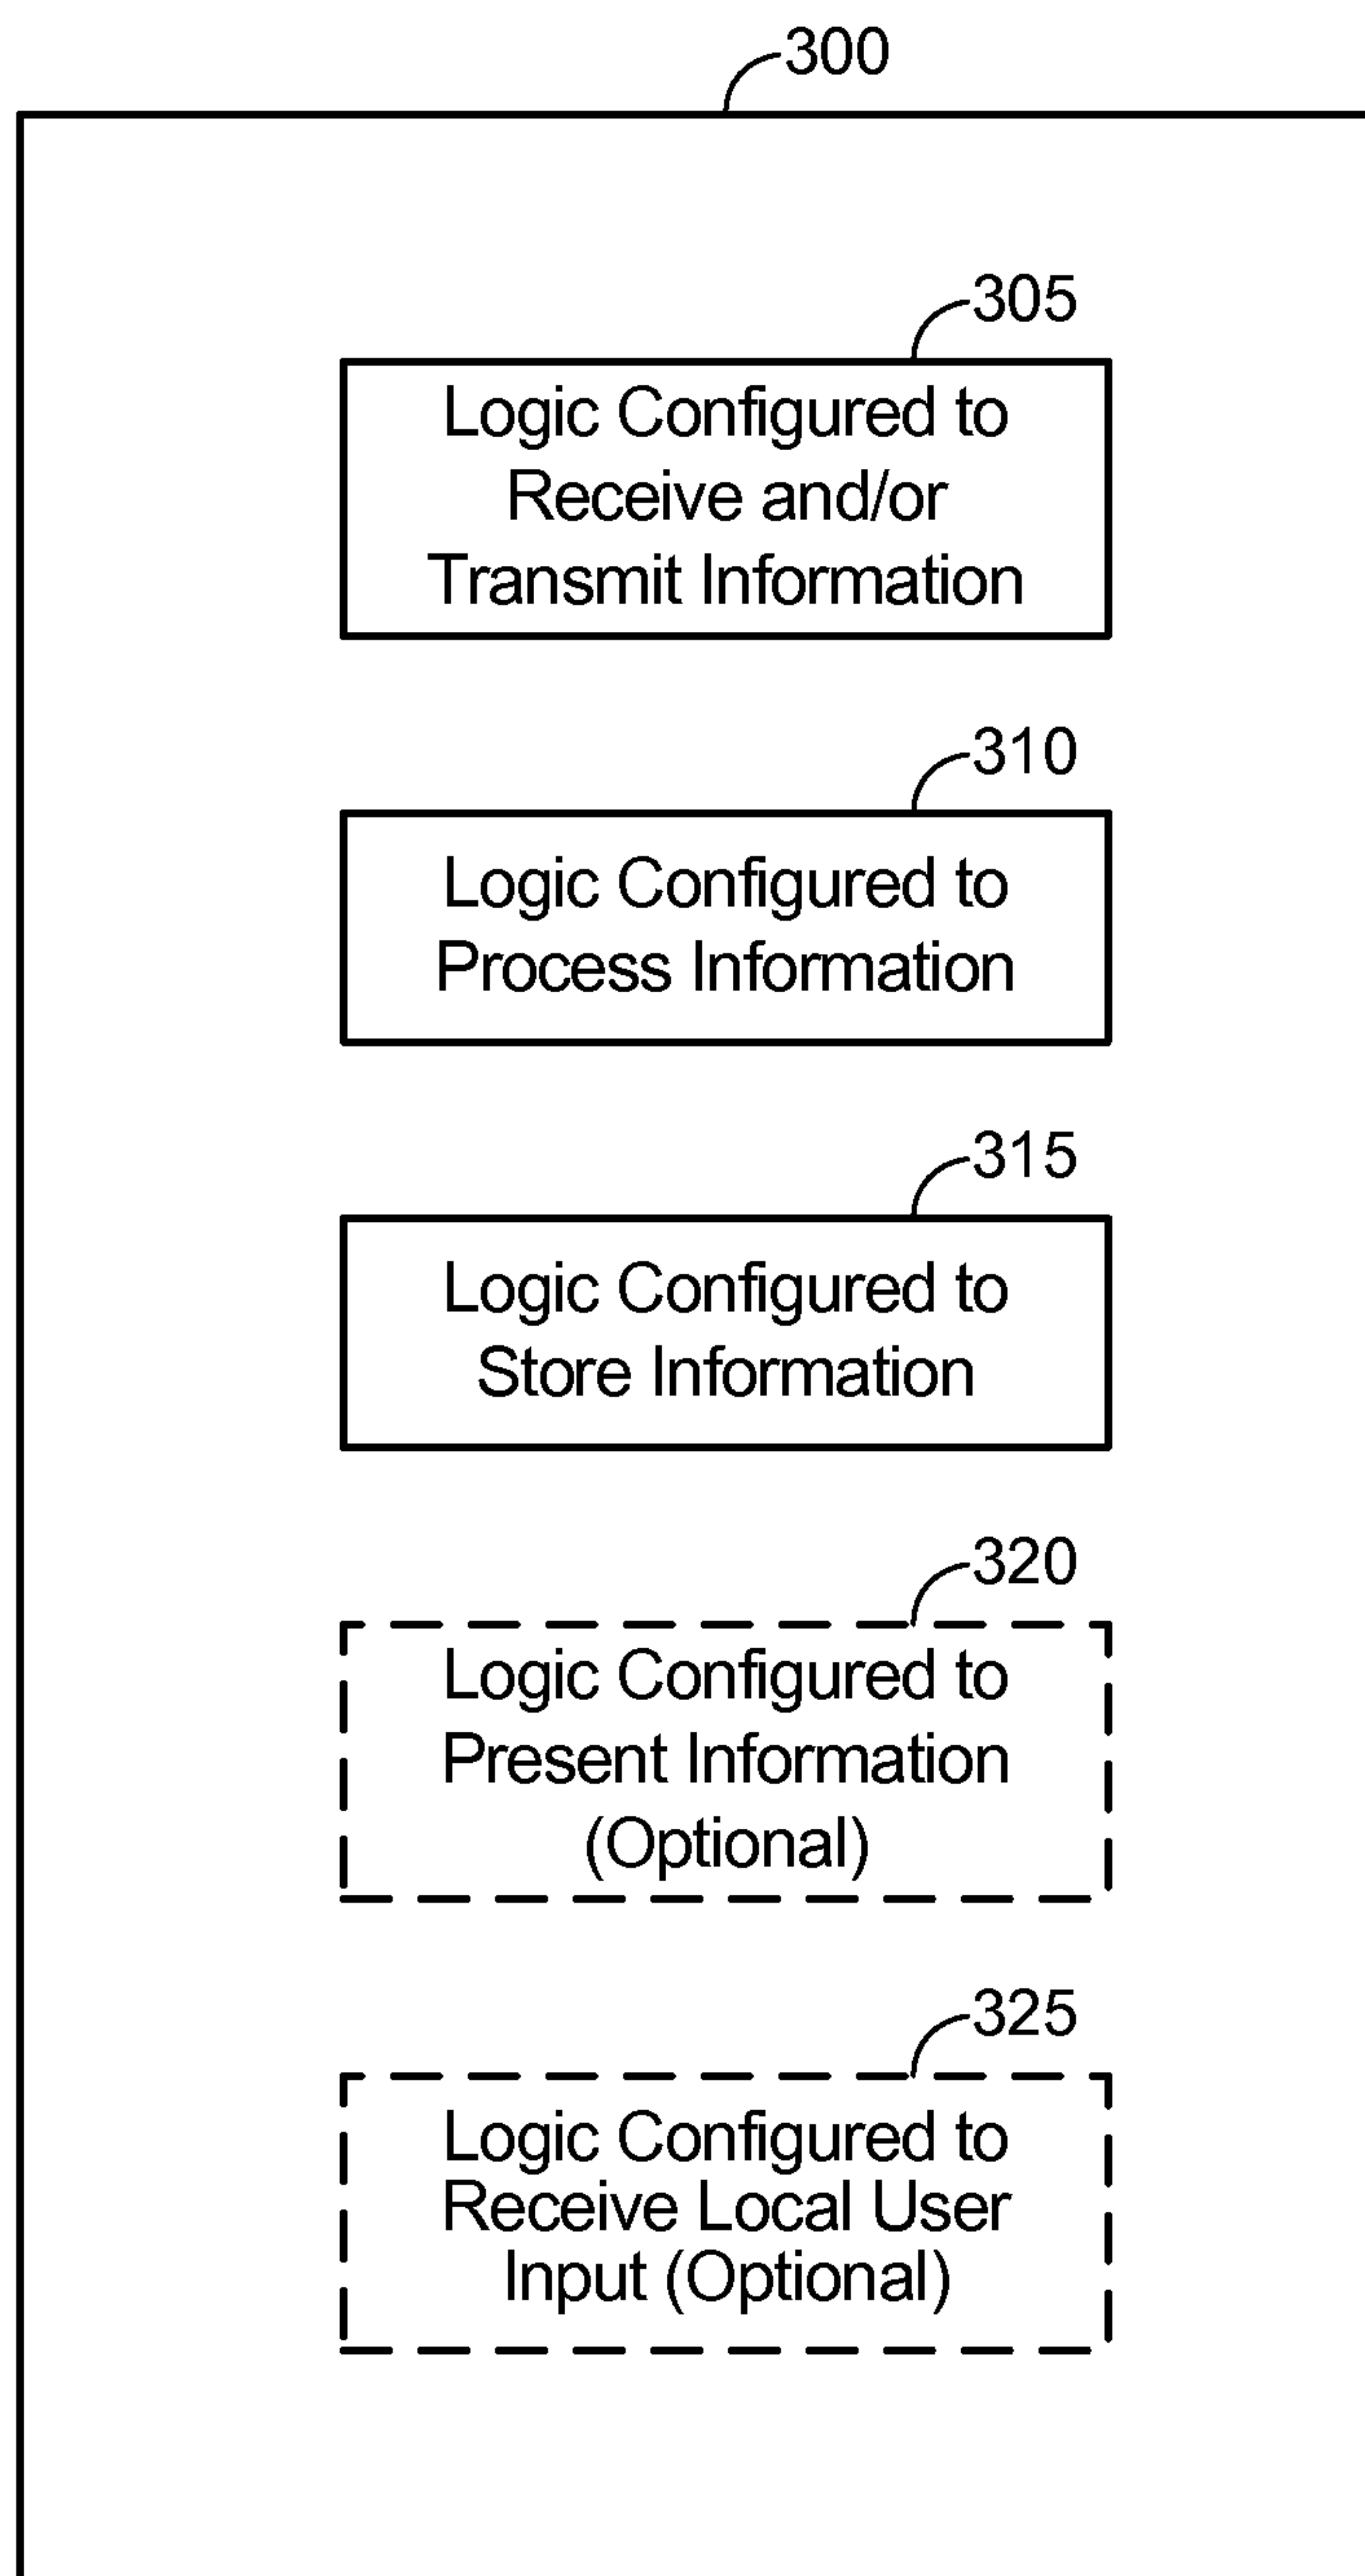 300
305
Logic Configured to
Receive and/or
Transmit Information
310
Logic Configured to
Process Information
315
Logic Configured to
Store Information
320
Logic Configured to
Present Information
(Optional)
325
Logic Configured to
Receive Local User
Input (Optional)